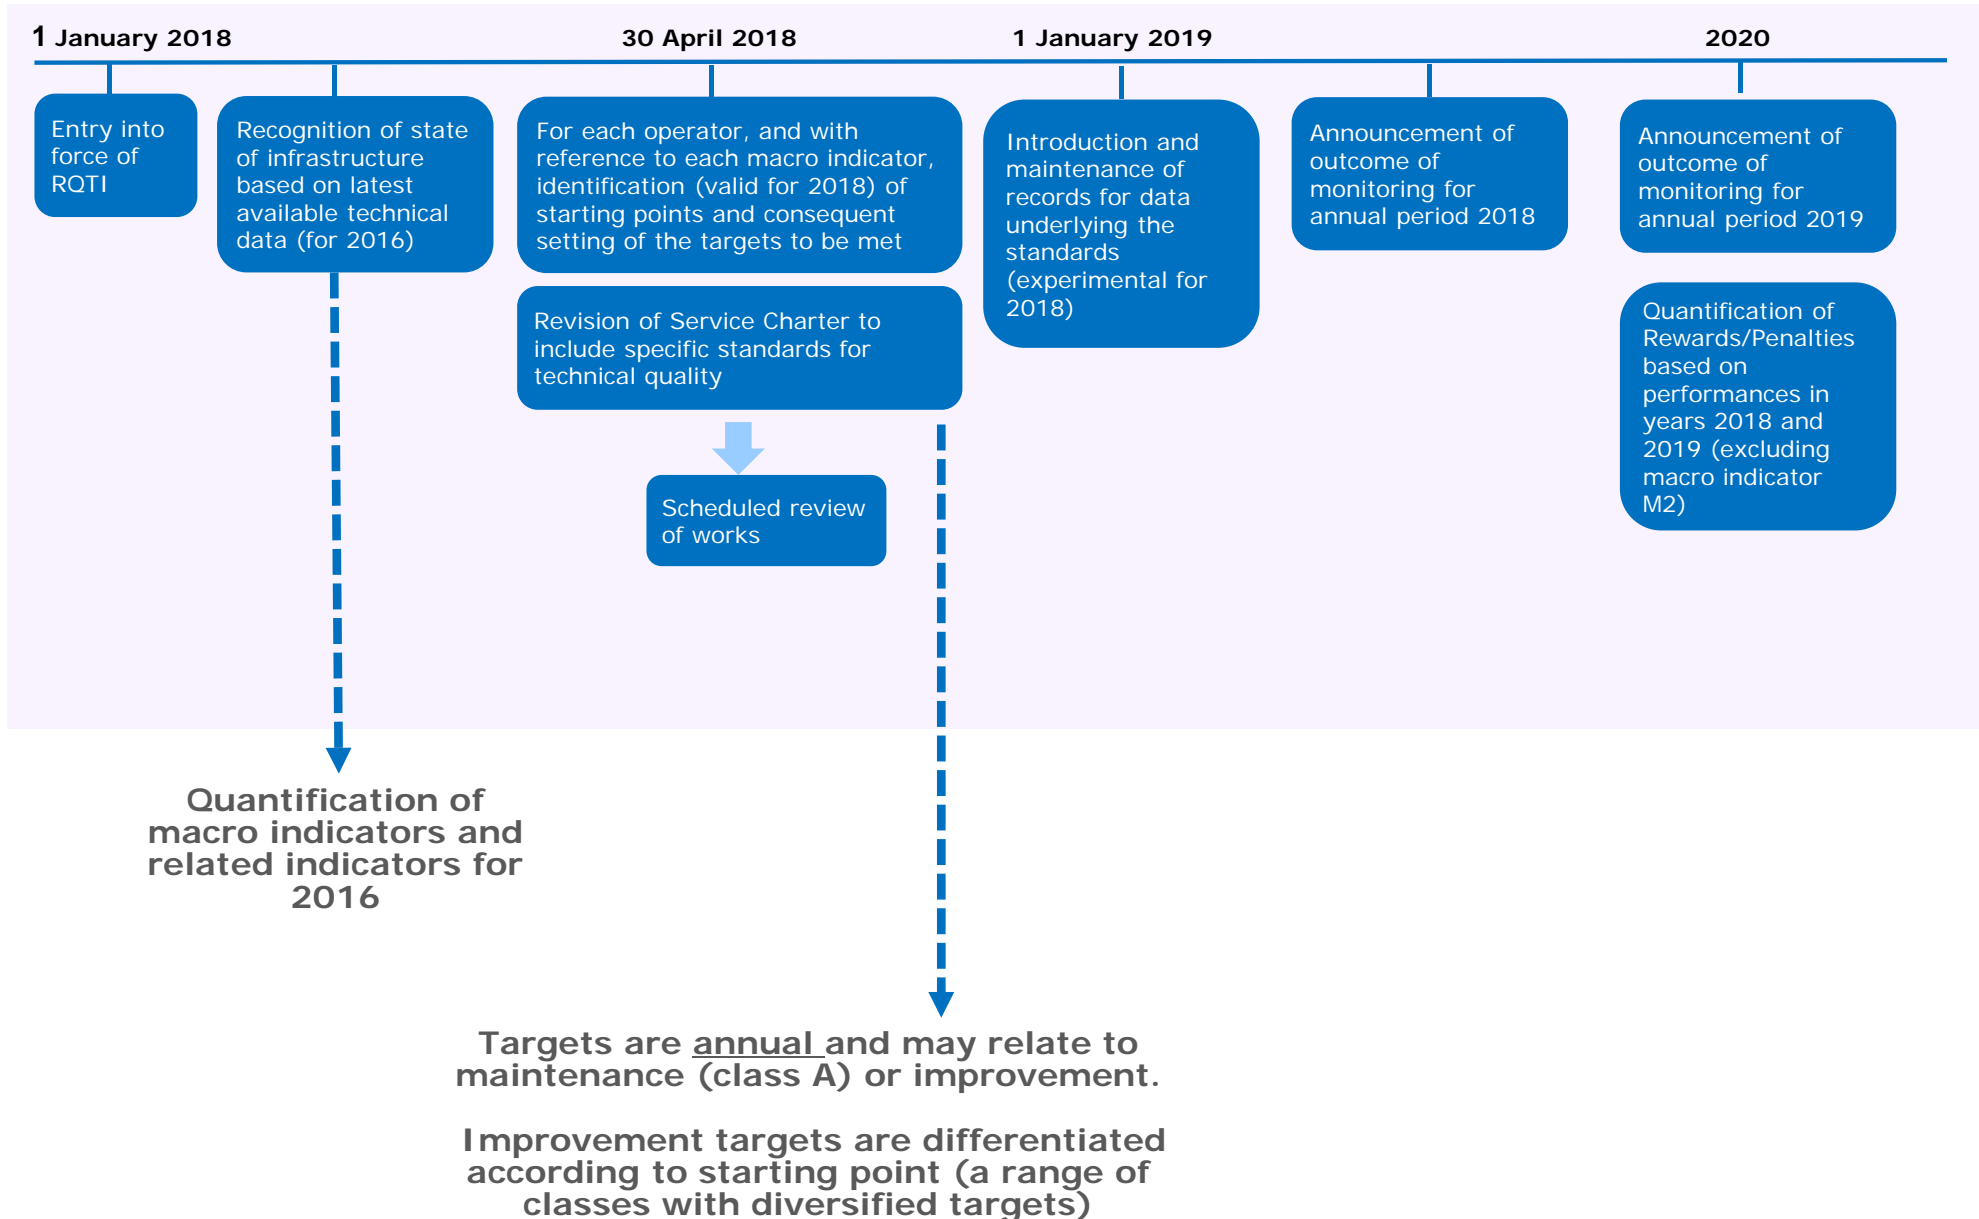 1 January 2018
30 April 2018
1 January 2019
2020
Entry into
force of
RQTI
Recognition of state
of infrastructure
based on latest
available technical
data (for 2016)
For each operator, and with
reference to each macro indicator,
identification (valid for 2018) of
starting points and consequent
setting of the targets to be met
Revision of Service Charter to
include specific standards for
technical quality
Scheduled review
of works
Introduction and
maintenance of
records for data
underlying the
standards
(experimental for
2018)
Announcement of
outcome of
monitoring for
annual period 2018
Announcement of
outcome of
monitoring for
annual period 2019
Quantification of
Rewards/Penalties
based on
performances in
years 2018 and
2019 (excluding
macro indicator
M2)
Quantification of
macro indicators and
related indicators for
2016
Targets are annual and may relate to
maintenance (class A) or improvement.
Improvement targets are differentiated
according to starting point (a range of
classes with diversified targets)